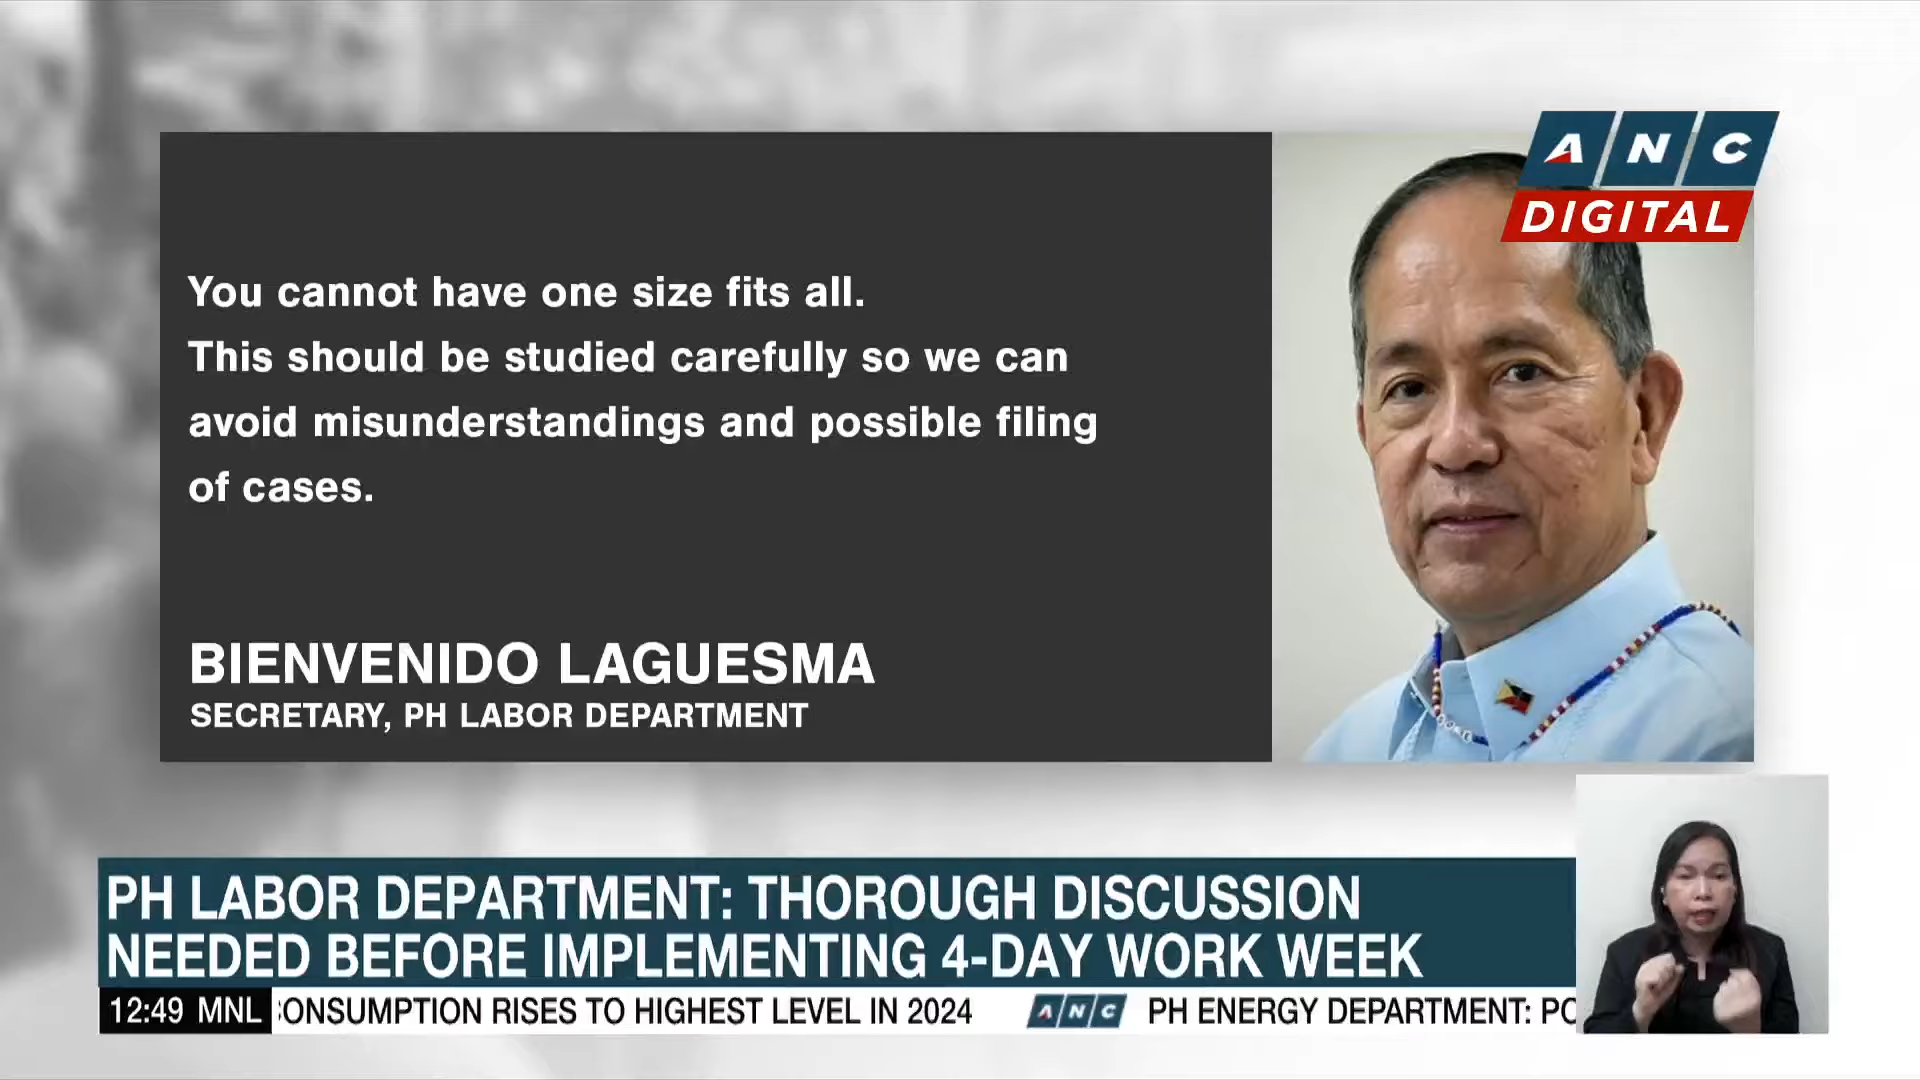 ANC
DIGITAL
You cannot have one size fits all.
This should be studied carefully so we can
avoid misunderstandings and possible filing
of cases.
BIENVENIDO LAGUESMA
SECRETARY, PH LABOR DEPARTMENT
PH LABOR DEPARTMENT: THOROUGH DISCUSSION
NEEDED BEFORE IMPLEMENTING 4-DAY WORK WEEK
12:49 MNL ONSUMPTION RISES TO HIGHEST LEVEL IN 2024 ANC PH ENERGY DEPARTMENT: